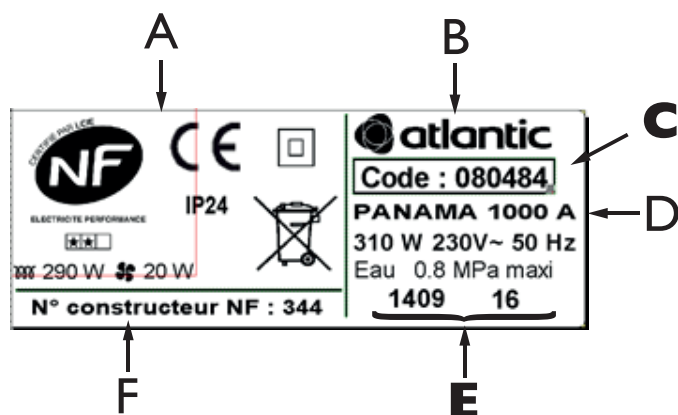 A
B
CERTIFIÉ PAR LCIE
NF
ELECTRICITE PERFORMANCE
CE
IP24
290 W 20 W
N° constructeur NF : 344
atlantic
Code : 080484
PANAMA 1000 A
310 W 230V~ 50 Hz
Eau 0.8 MPa maxi
1409 16
C
D
E
F